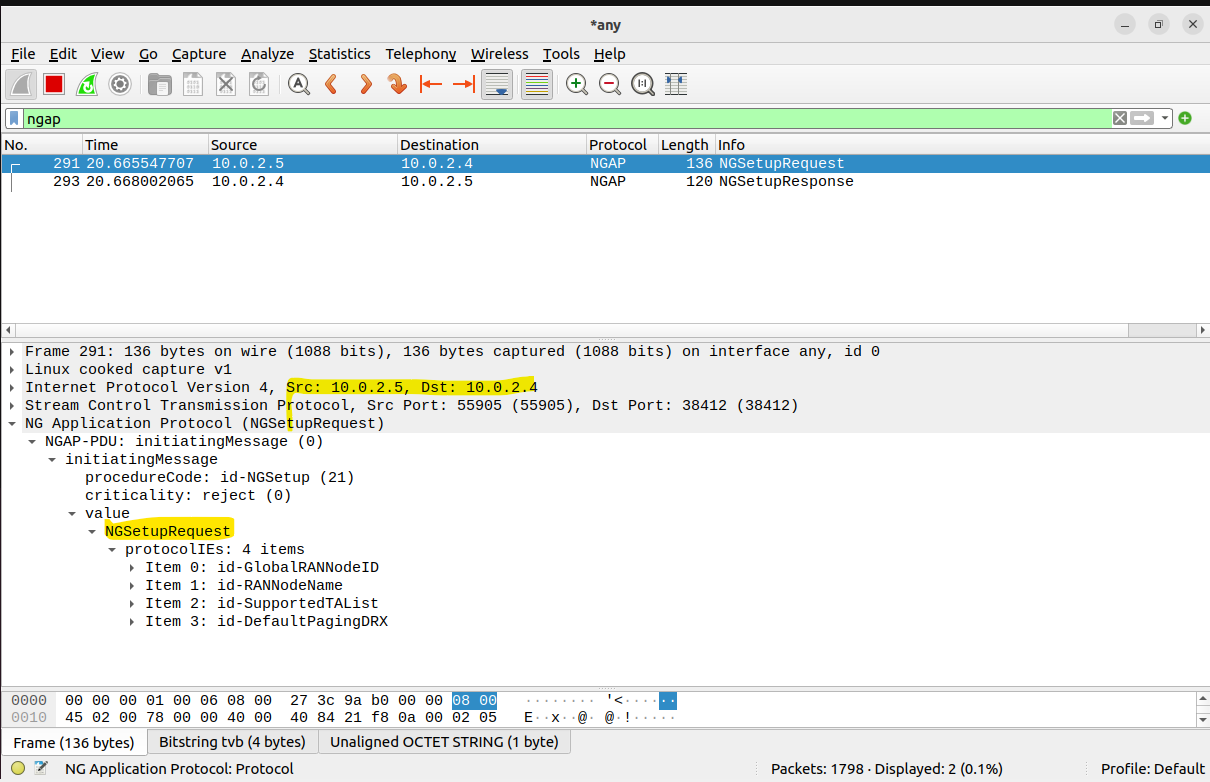 *any
File Edit View Go Capture Analyze Statistics Telephony Wireless Tools Help
ngap
No. Time Source Destination Protocol Length Info
291 20.665547707 10.0.2.5 10.0.2.4 NGAP 136 NGSetupRequest
293 20.668002065 10.0.2.4 10.0.2.5 NGAP 120 NGSetupResponse
Frame 291: 136 bytes on wire (1088 bits), 136 bytes captured (1088 bits) on interface any, id 0
Linux cooked capture v1
Internet Protocol Version 4, Src: 10.0.2.5, Dst: 10.0.2.4
Stream Control Transmission Protocol, Src Port: 55905 (55905), Dst Port: 38412 (38412)
NG Application Protocol (NGSetupRequest)
NGAP-PDU: initiatingMessage (0)
initiatingMessage
procedureCode: id-NGSetup (21)
criticality: reject (0)
value
NGSetupRequest
protocolIEs: 4 items
Item 0: id-GlobalRANNodeID
Item 1: id-RANNodeName
Item 2: id-SupportedTAList
Item 3: id-DefaultPagingDRX
0000 00 00 00 01 00 06 08 00 27 3c 9a b0 00 00 08 00 ········ '<······
0010 45 02 00 78 00 00 40 00 40 84 21 f8 0a 00 02 05 E··x··@· @·!·····
Frame (136 bytes) Bitstring tvb (4 bytes) Unaligned OCTET STRING (1 byte)
NG Application Protocol: Protocol Packets: 1798 · Displayed: 2 (0.1%) Profile: Default